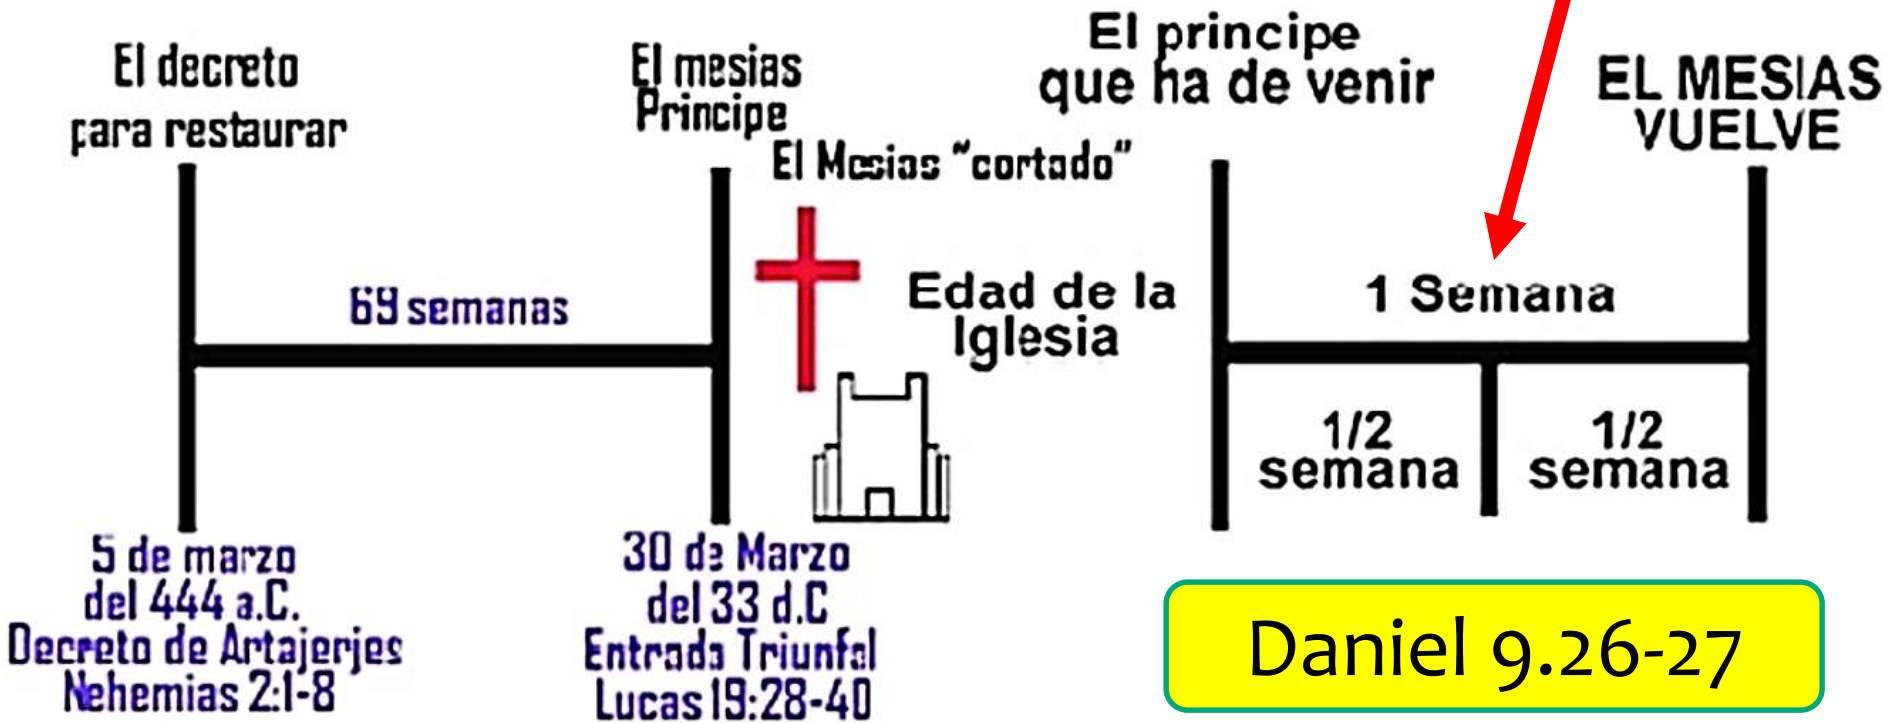 El decreto
para restaurar
El mesias
Principe
El Mesias "cortado"
El principe
que ha de venir
EL MESIAS
VUELVE
69 semanas
Edad de la
Iglesia
1 Semana
1/2
semana
1/2
semana
5 de marzo
del 444 a.C.
Decreto de Artajerjes
Nehemias 2:1-8
30 de Marzo
del 33 d.C
Entrada Triunfal
Lucas 19:28-40
Daniel 9.26-27